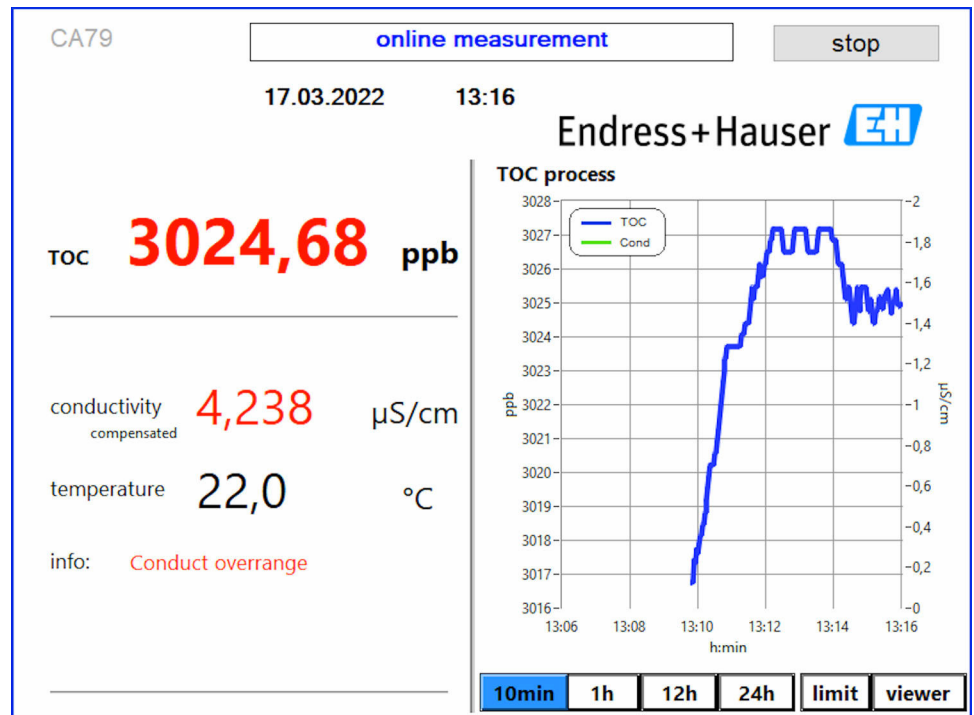 CA79
online measurement
stop
17.03.2022 13:16
Endress+Hauser EH
TOC 3024,68 ppb
conductivity 4,238 µS/cm
compensated
temperature 22,0 °C
info: Conduct overrange
TOC process
TOC
Cond
3028
3027
3026
3025
3024
3023
3022
3021
3020
3019
3018
3017
3016
ppb
2
1,8
1,6
1,4
1,2
1
0,8
0,6
0,4
0,2
0
µS/cm
13:06 13:08 13:10 13:12 13:14 13:16
h:min
10min 1h 12h 24h limit viewer